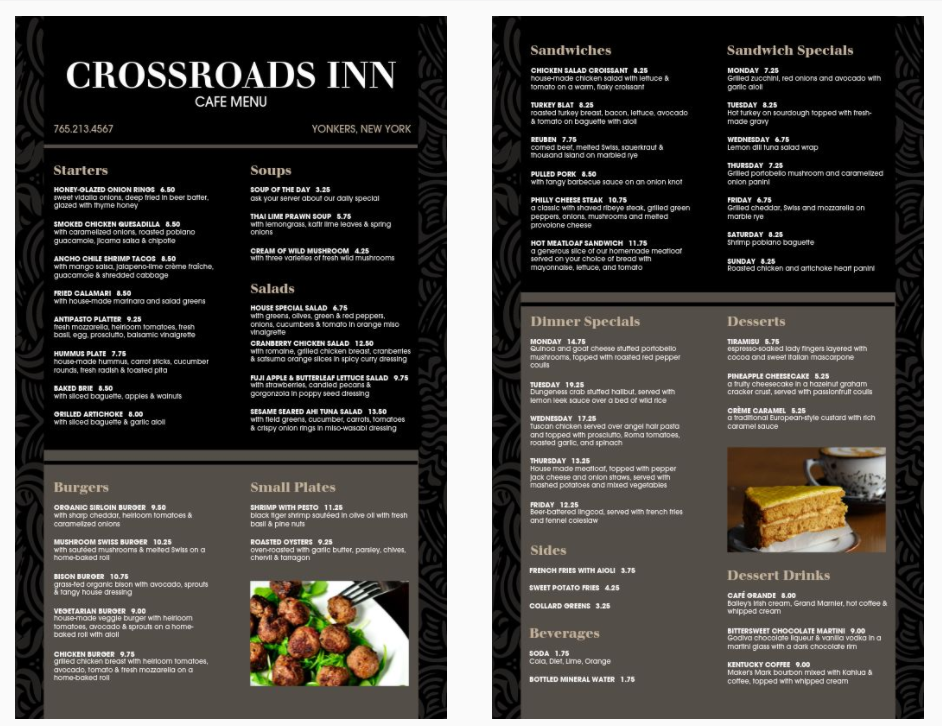 CROSSROADS INN
CAFE MENU
765.213.4567
YONKERS, NEW YORK
Starters
HONEY-GLAZED ONION RINGS 6.50
sweet vidalia onions, deep fried in beer batter,
glazed with thyme honey
SMOKED CHICKEN QUESADILLA 8.50
with caramelized onions, roasted poblano
guacamole, jicama salsa & chipotle
ANCHO CHILE SHRIMP TACOS 8.50
with mango salsa, jalapeno-lime crème fraîche,
guacamole & shredded cabbage
FRIED CALAMARI 8.50
with house-made marinara and salad greens
ANTIPASTO PLATTER 9.25
fresh mozzarella, heirloom tomatoes, fresh
basil, egg, prosciutto, balsamic vinaigrette
HUMMUS PLATE 7.75
house-made hummus, carrot sticks, cucumber
rounds, fresh radish & toasted pita
BAKED BRIE 8.50
with sliced baguette, apples & walnuts
GRILLED ARTICHOKE 8.00
with sliced baguette & garlic aioli
Soups
SOUP OF THE DAY 3.25
ask your server about our daily special
THAI LIME PRAWN SOUP 5.75
with lemongrass, katir lime leaves & spring
onions
CREAM OF WILD MUSHROOM 4.25
with three varieties of fresh wild mushrooms
Salads
HOUSE SPECIAL SALAD 6.75
with greens, olives, green & red peppers,
onions, cucumbers & tomato in orange miso
vinaigrette
CRANBERRY CHICKEN SALAD 12.50
with romaine, grilled chicken breast, cranberries
& satsuma orange slices in spicy curry dressing
FUJI APPLE & BUTTERLEAF LETTUCE SALAD 9.75
with strawberries, candied pecans &
gorgonzola in poppy seed dressing
SESAME SEARED AHI TUNA SALAD 13.50
with field greens, cucumber, carrots, tomatoes
& crispy onion rings in miso-wasabi dressing
Burgers
ORGANIC SIRLOIN BURGER 9.50
with sharp cheddar, heirloom tomatoes &
caramelized onions
MUSHROOM SWISS BURGER 10.25
with sautéed mushrooms & melted Swiss on a
home-baked roll
BISON BURGER 10.75
grass-fed organic bison with avocado, sprouts
& tangy house dressing
VEGETARIAN BURGER 9.00
house-made veggie burger with heirloom
tomatoes, avocado & sprouts on a home-
baked roll with aioli
CHICKEN BURGER 9.75
grilled chicken breast with heirloom tomatoes,
avocado, tomato & fresh mozzarella on a
home-baked roll
Small Plates
SHRIMP WITH PESTO 11.25
black tiger shrimp sautéed in olive oil with fresh
basil & pine nuts
ROASTED OYSTERS 9.25
oven-roasted with garlic butter, parsley, chives,
chervil & tarragon
Sandwiches
CHICKEN SALAD CROISSANT 8.25
house-made chicken salad with lettuce &
tomato on a warm, flaky croissant
TURKEY BLAT 8.25
roasted turkey breast, bacon, lettuce, avocado
& tomato on baguette with aioli
REUBEN 7.75
corned beef, melted Swiss, sauerkraut &
thousand island on marbled rye
PULLED PORK 8.50
with tangy barbecue sauce on an onion knot
PHILLY CHEESE STEAK 10.75
a classic with shaved ribeye steak, grilled green
peppers, onions, mushrooms and melted
provolone cheese
HOT MEATLOAF SANDWICH 11.75
a generous slice of our homemade meatloaf
served on your choice of bread with
mayonnaise, lettuce, and tomato
Sandwich Specials
MONDAY 7.25
Grilled zucchini, red onions and avocado with
garlic aioli
TUESDAY 8.25
Hot turkey on sourdough topped with fresh-
made gravy
WEDNESDAY 6.75
Lemon dill tuna salad wrap
THURSDAY 7.25
Grilled portobello mushroom and caramelized
onion panini
FRIDAY 6.75
Grilled cheddar, Swiss and mozzarella on
marble rye
SATURDAY 8.25
Shrimp poblano baguette
SUNDAY 8.25
Roasted chicken and artichoke heart panini
Dinner Specials
MONDAY 14.75
Quinoa and goat cheese stuffed portobello
mushrooms, topped with roasted red pepper
coulis
TUESDAY 19.25
Dungeness crab stuffed halibut, served with
lemon leek sauce over a bed of wild rice
WEDNESDAY 17.25
Tuscan chicken served over angel hair pasta
and topped with prosciutto, Roma tomatoes,
roasted garlic, and spinach
THURSDAY 13.25
House made meatloaf, topped with pepper
jack cheese and onion straws, served with
mashed potatoes and mixed vegetables
FRIDAY 12.25
Beer-battered lingcod, served with french fries
and fennel coleslaw
Sides
FRENCH FRIES WITH AIOLI 3.75
SWEET POTATO FRIES 4.25
COLLARD GREENS 3.25
Beverages
SODA 1.75
Cola, Diet, Lime, Orange
BOTTLED MINERAL WATER 1.75
Desserts
TIRAMISU 5.75
espresso-soaked lady fingers layered with
cocoa and sweet Italian mascarpone
PINEAPPLE CHEESECAKE 5.25
a fruity cheesecake in a hazelnut graham
cracker crust, served with passionfruit coulls
CRÈME CARAMEL 5.25
a traditional European-style custard with rich
caramel sauce
Dessert Drinks
CAFÉ GRANDE 8.00
Bailey's Irish cream, Grand Marnier, hot coffee &
whipped cream
BITTERSWEET CHOCOLATE MARTINI 9.00
Godiva chocolate liqueur & vanilla vodka in a
martini glass with a dark chocolate rim
KENTUCKY COFFEE 9.00
Maker's Mark bourbon mixed with Kahlua &
coffee, topped with whipped cream